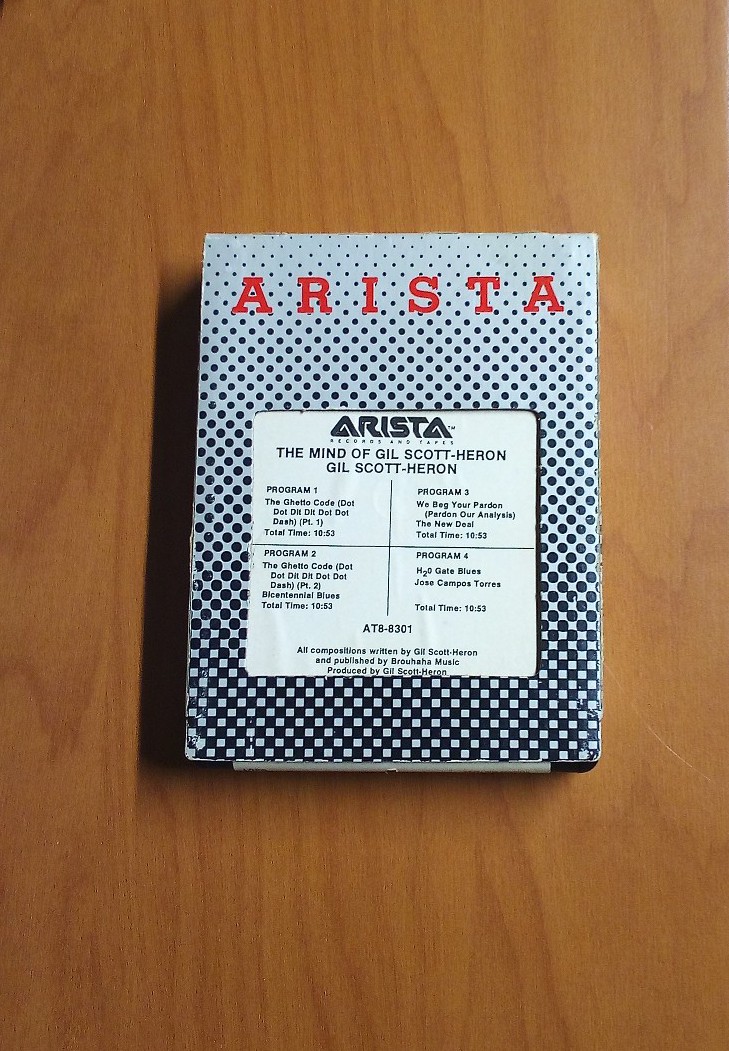 ARISTA
ARISTA™
RECORDS AND TAPES
THE MIND OF GIL SCOTT-HERON
GIL SCOTT-HERON
PROGRAM 1
The Ghetto Code (Dot
Dot Dit Dit Dot Dot
Dash) (Pt. 1)
Total Time: 10:53
PROGRAM 2
The Ghetto Code (Dot
Dot Dit Dit Dot Dot
Dash) (Pt. 2)
Bicentennial Blues
Total Time: 10:53
PROGRAM 3
We Beg Your Pardon
(Pardon Our Analysis)
The New Deal
Total Time: 10:53
PROGRAM 4
H₂0 Gate Blues
Jose Campos Torres
Total Time: 10:53
AT8-8301
All compositions written by Gil Scott-Heron
and published by Brouhaha Music
Produced by Gil Scott-Heron